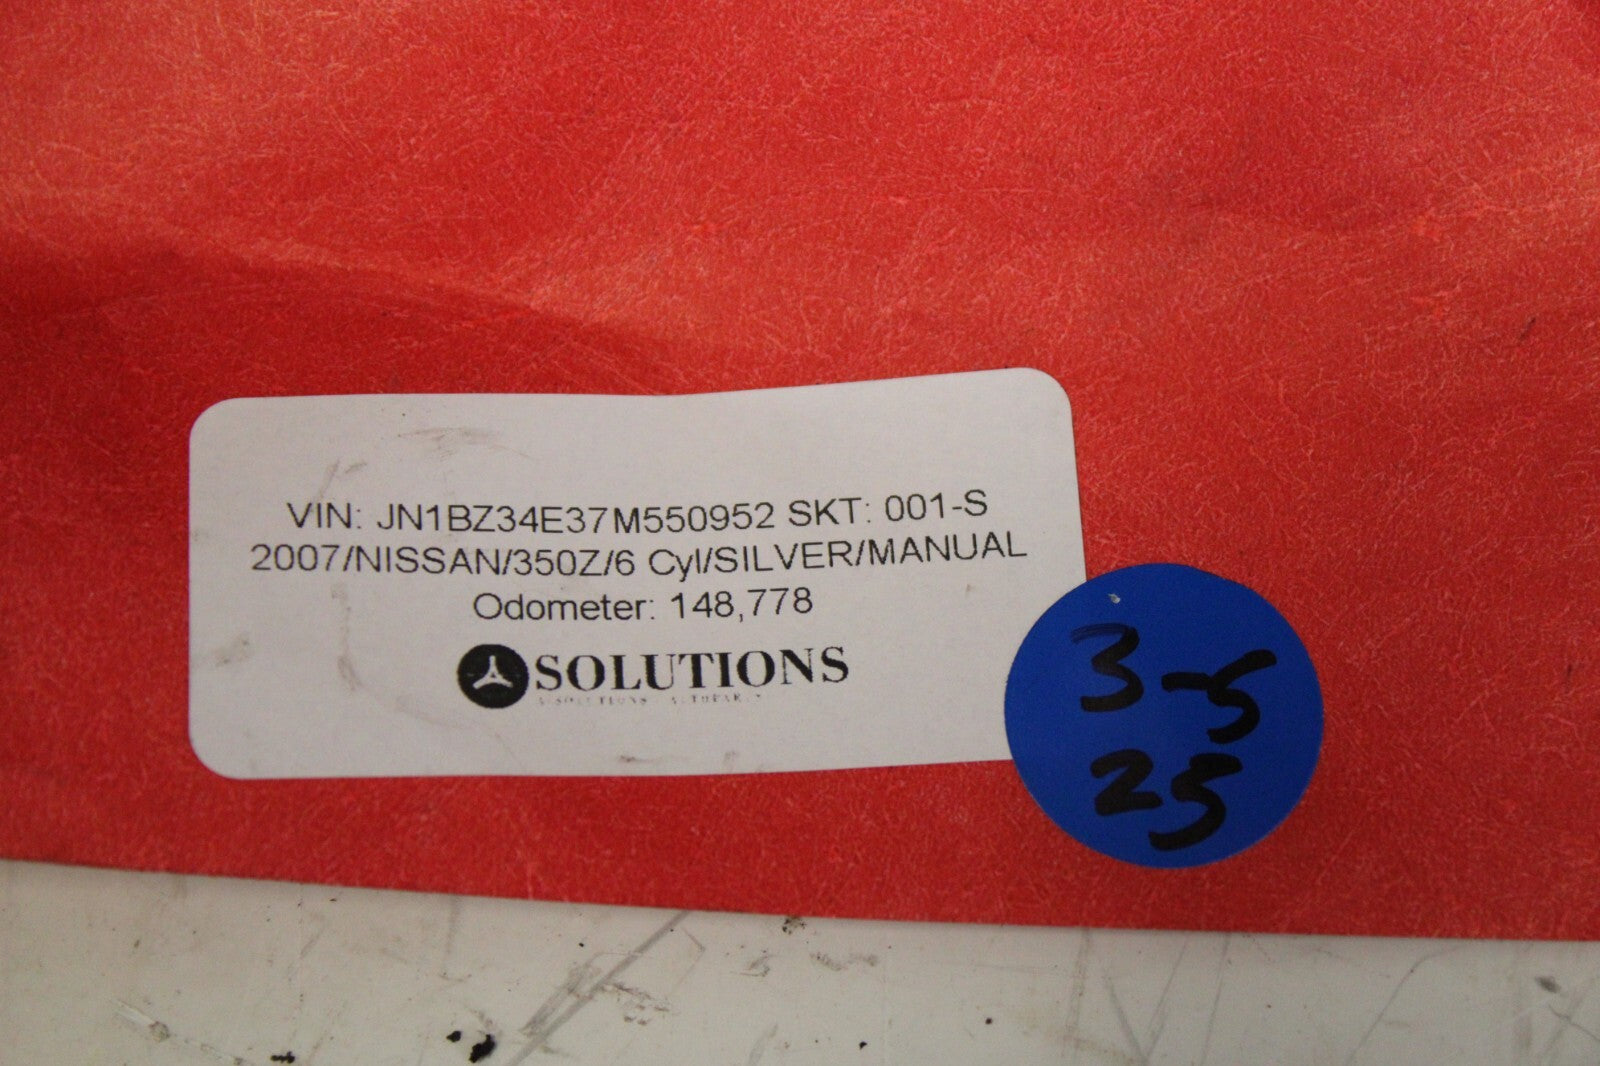 VIN: JN1BZ34E37M550952 SKT: 001-S
2007/NISSAN/350Z/6 Cyl/SILVER/MANUAL
Odometer: 148,778
SOLUTIONS
3-5
25